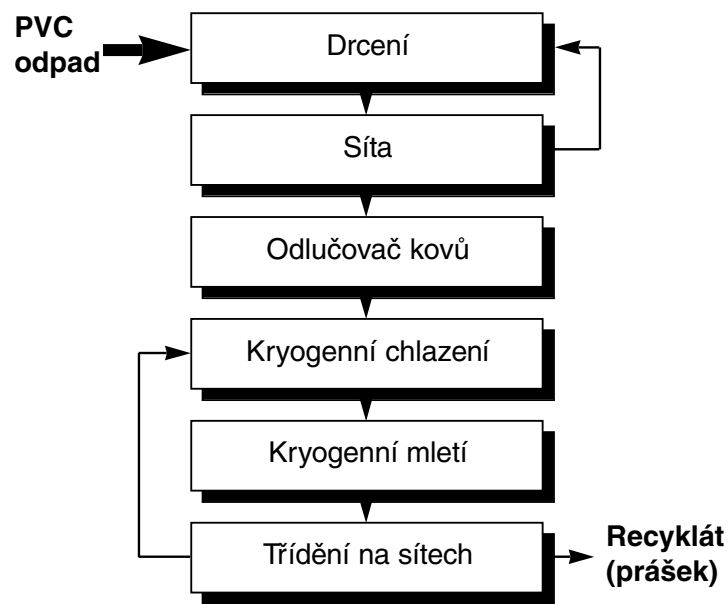 PVC
odpad
Drcení
Síta
Odlučovač kovů
Kryogenní chlazení
Kryogenní mletí
Třídění na sítech
Recyklát
(prášek)